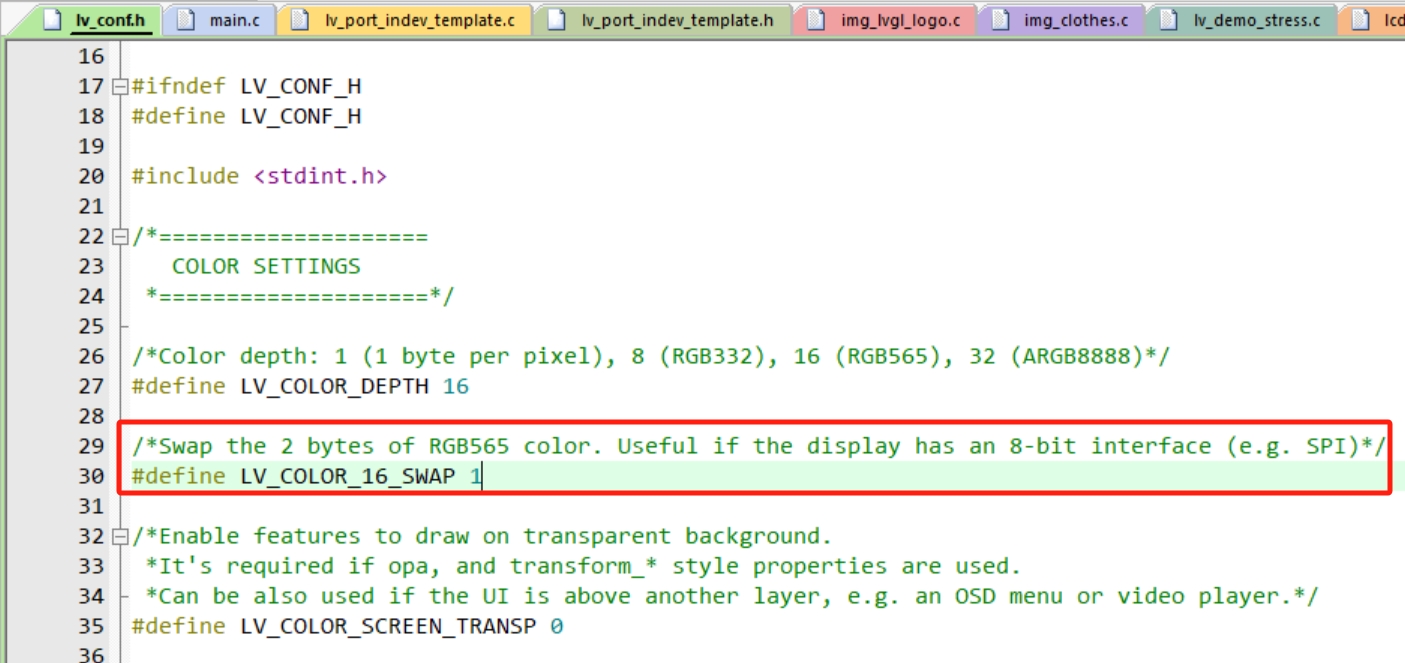 lv_conf.h main.c lv_port_indev_template.c lv_port_indev_template.h img_lvgl_logo.c img_clothes.c lv_demo_stress.c lcd
16
17 #ifndef LV_CONF_H
18 #define LV_CONF_H
19
20 #include <stdint.h>
21
22 /*====================
23    COLOR SETTINGS
24  *====================*/
25
26 /*Color depth: 1 (1 byte per pixel), 8 (RGB332), 16 (RGB565), 32 (ARGB8888)*/
27 #define LV_COLOR_DEPTH 16
28
29 /*Swap the 2 bytes of RGB565 color. Useful if the display has an 8-bit interface (e.g. SPI)*/
30 #define LV_COLOR_16_SWAP 1
31
32 /*Enable features to draw on transparent background.
33  *It's required if opa, and transform_* style properties are used.
34  *Can be also used if the UI is above another layer, e.g. an OSD menu or video player.*/
35 #define LV_COLOR_SCREEN_TRANSP 0
36